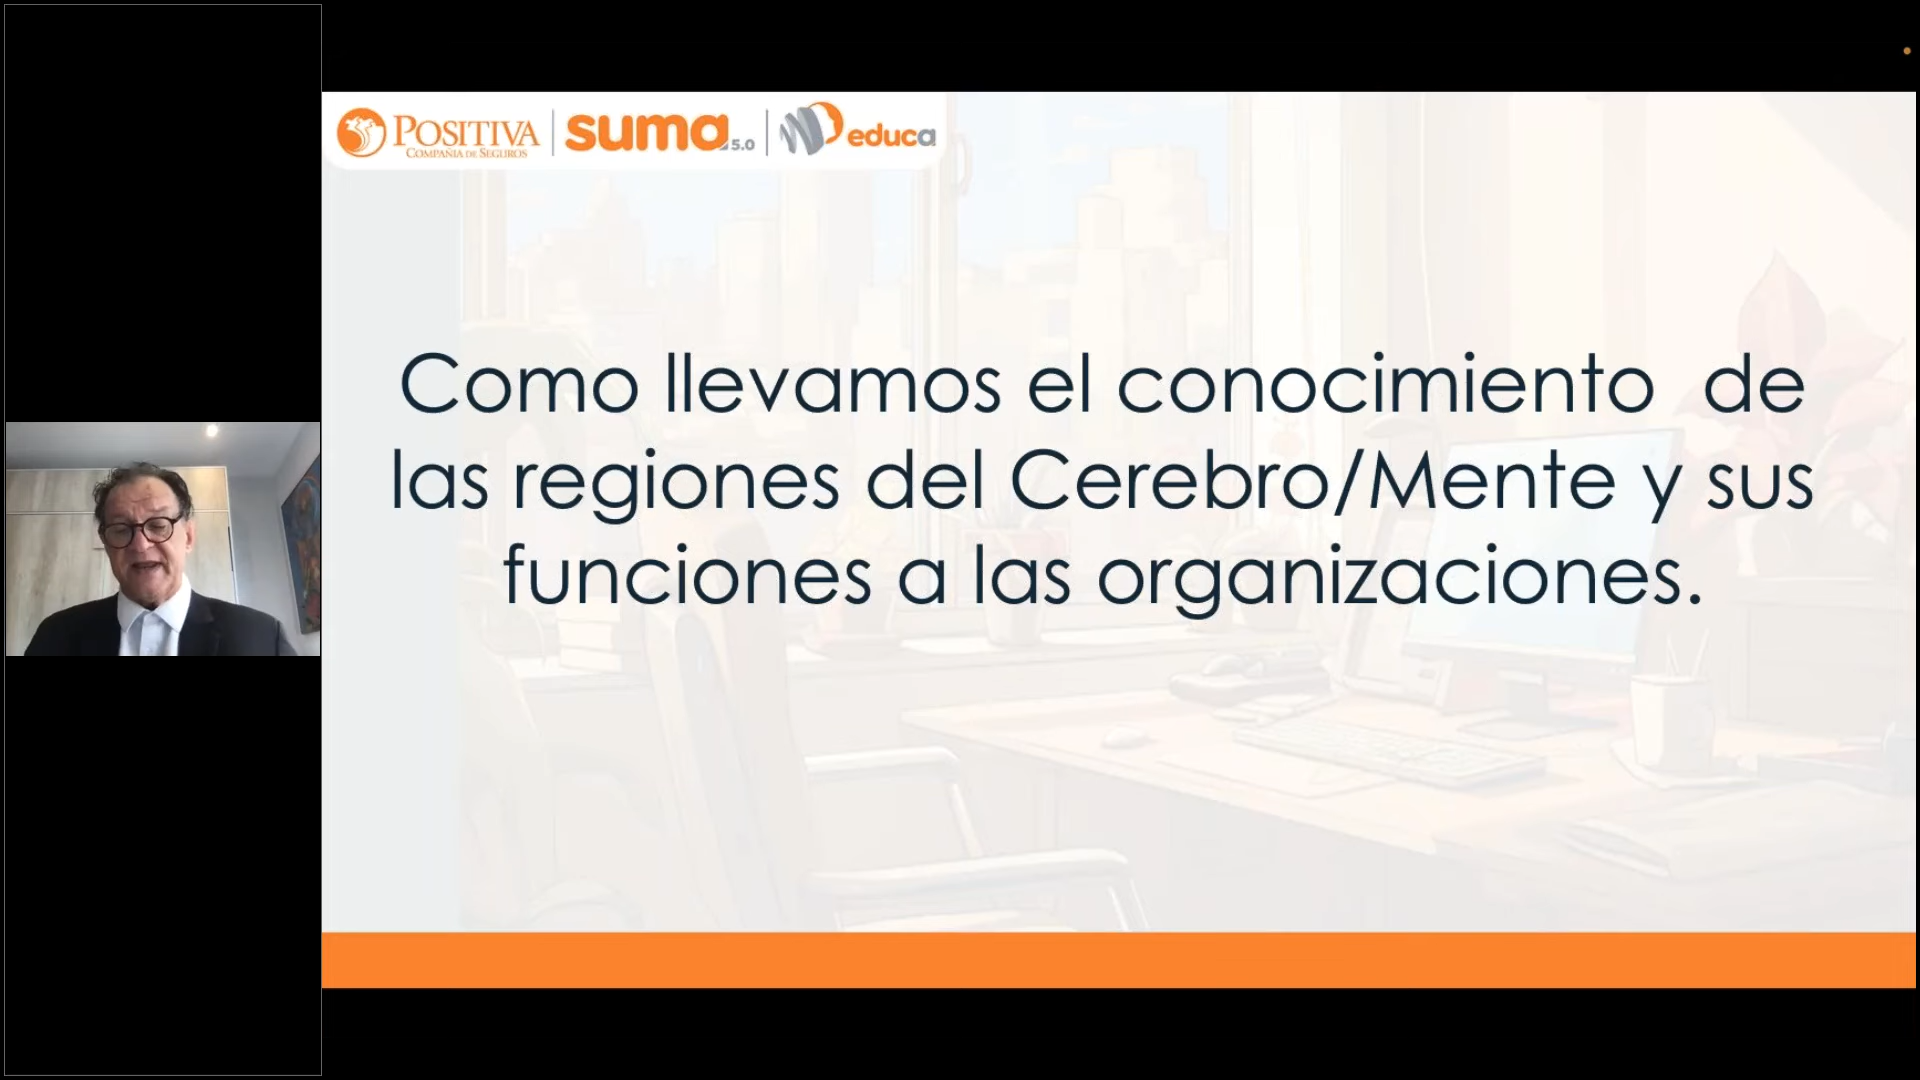 POSITIVA
COMPAÑIA DE SEGUROS
suma 5.0
educa
Como llevamos el conocimiento  de
las regiones del Cerebro/Mente y sus
funciones a las organizaciones.